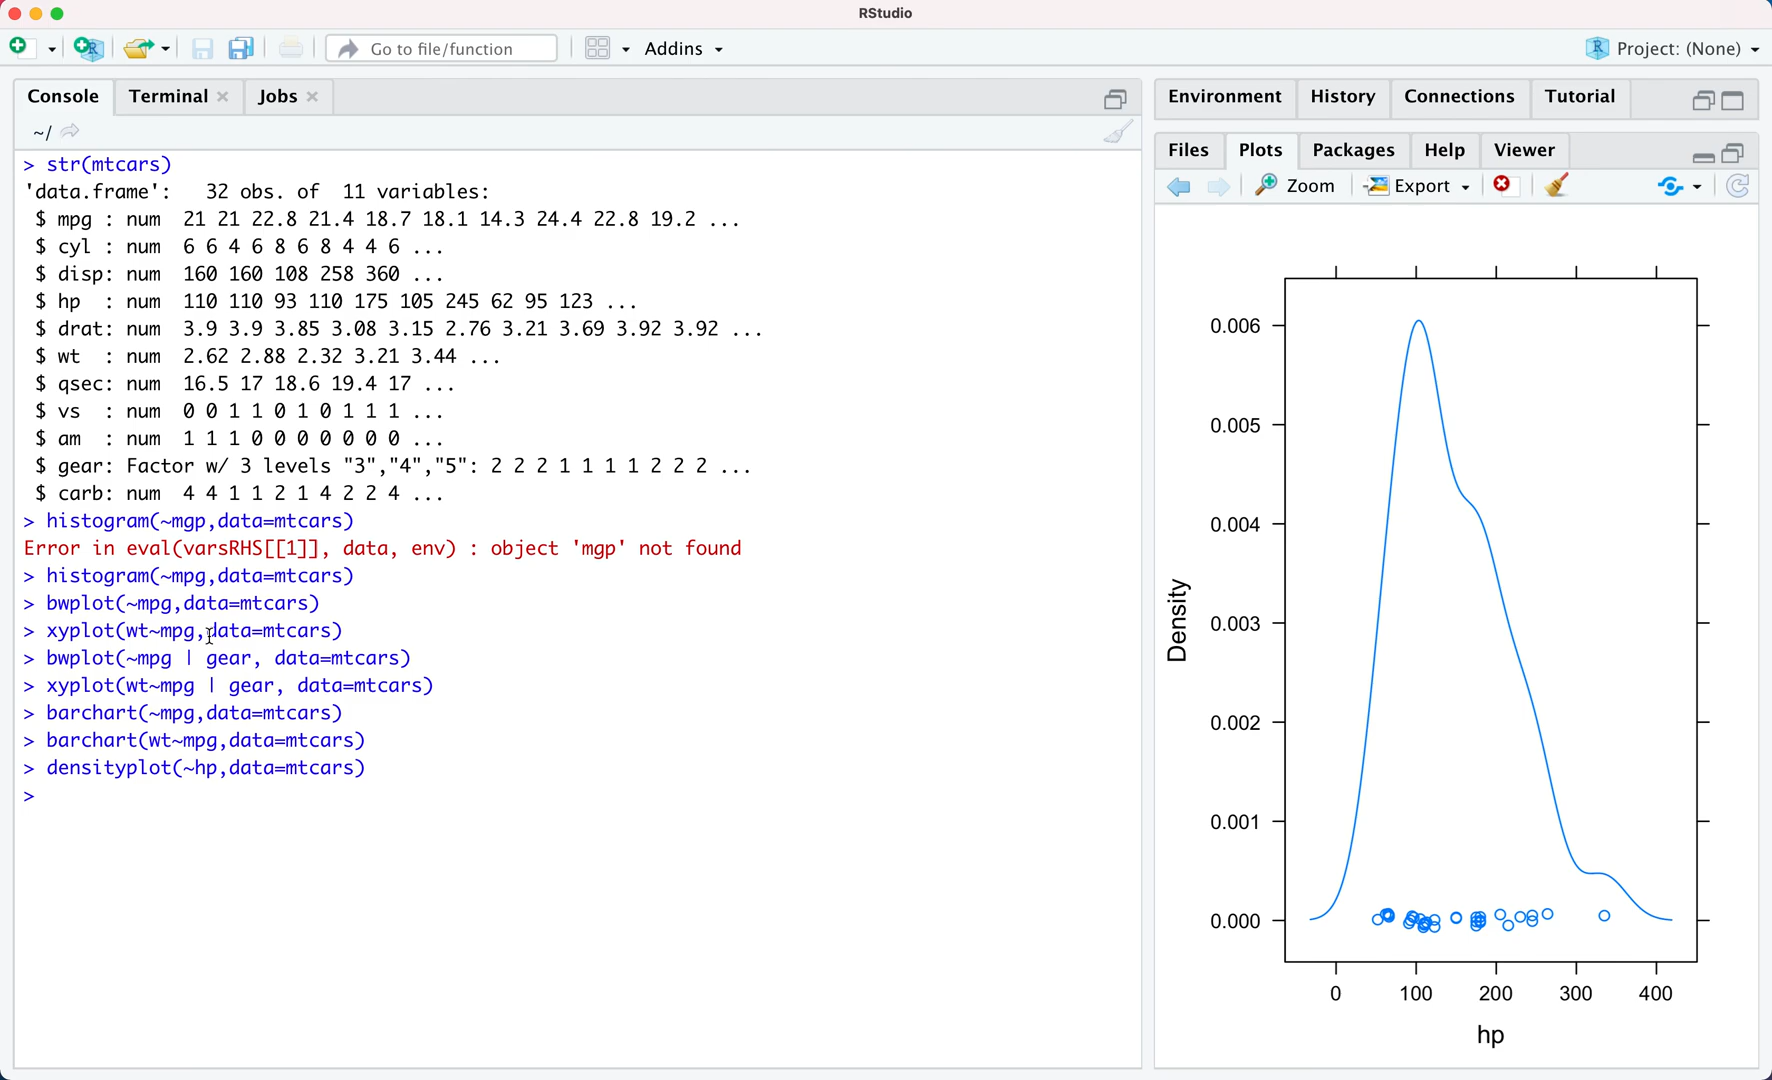 RStudio
Go to file/function
Addins
Project: (None)
Console
Terminal
Jobs
~/
> str(mtcars)
'data.frame':   32 obs. of  11 variables:
 $ mpg : num  21 21 22.8 21.4 18.7 18.1 14.3 24.4 22.8 19.2 ...
 $ cyl : num  6 6 4 6 8 6 8 4 4 6 ...
 $ disp: num  160 160 108 258 360 ...
 $ hp  : num  110 110 93 110 175 105 245 62 95 123 ...
 $ drat: num  3.9 3.9 3.85 3.08 3.15 2.76 3.21 3.69 3.92 3.92 ...
 $ wt  : num  2.62 2.88 2.32 3.21 3.44 ...
 $ qsec: num  16.5 17 18.6 19.4 17 ...
 $ vs  : num  0 0 1 1 0 1 0 1 1 1 ...
 $ am  : num  1 1 1 0 0 0 0 0 0 0 ...
 $ gear: Factor w/ 3 levels "3","4","5": 2 2 2 1 1 1 1 2 2 2 ...
 $ carb: num  4 4 1 1 2 1 4 2 2 4 ...
> histogram(~mgp,data=mtcars)
Error in eval(varsRHS[[1]], data, env) : object 'mgp' not found
> histogram(~mpg,data=mtcars)
> bwplot(~mpg,data=mtcars)
> xyplot(wt~mpg,data=mtcars)
> bwplot(~mpg | gear, data=mtcars)
> xyplot(wt~mpg | gear, data=mtcars)
> barchart(~mpg,data=mtcars)
> barchart(wt~mpg,data=mtcars)
> densityplot(~hp,data=mtcars)
>
Environment
History
Connections
Tutorial
Files
Plots
Packages
Help
Viewer
Zoom
Export
0.006
0.005
0.004
0.003
0.002
0.001
0.000
Density
0 100 200 300 400
hp